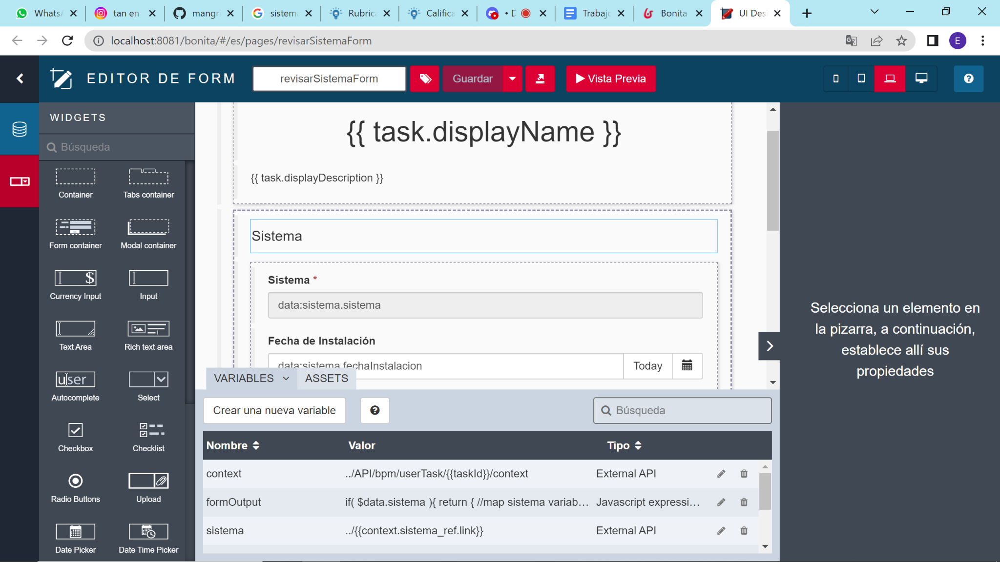 Whats
tan en
mangri
sistema
Rubrica
Califica
• D
Trabajo
Bonita
UI Desi
localhost:8081/bonita/#/es/pages/revisarSistemaForm
E
EDITOR DE FORM
revisarSistemaForm
Guardar
Vista Previa
WIDGETS
Búsqueda
Container
Tabs container
Form container
Modal container
$
Currency Input
Input
Text Area
Rich text area
user
Autocomplete
Select
Checkbox
Checklist
Radio Buttons
Upload
Date Picker
Date Time Picker
{{ task.displayName }}
{{ task.displayDescription }}
Sistema
Sistema *
data:sistema.sistema
Fecha de Instalación
data:sistema.fechaInstalacion
Today
VARIABLES
ASSETS
Crear una nueva variable
Búsqueda
Nombre Valor Tipo
context ../API/bpm/userTask/{{taskId}}/context External API
formOutput if( $data.sistema ){ return { //map sistema variab... Javascript expressi...
sistema ../{{context.sistema_ref.link}} External API
Selecciona un elemento en
la pizarra, a continuación,
establece allí sus
propiedades